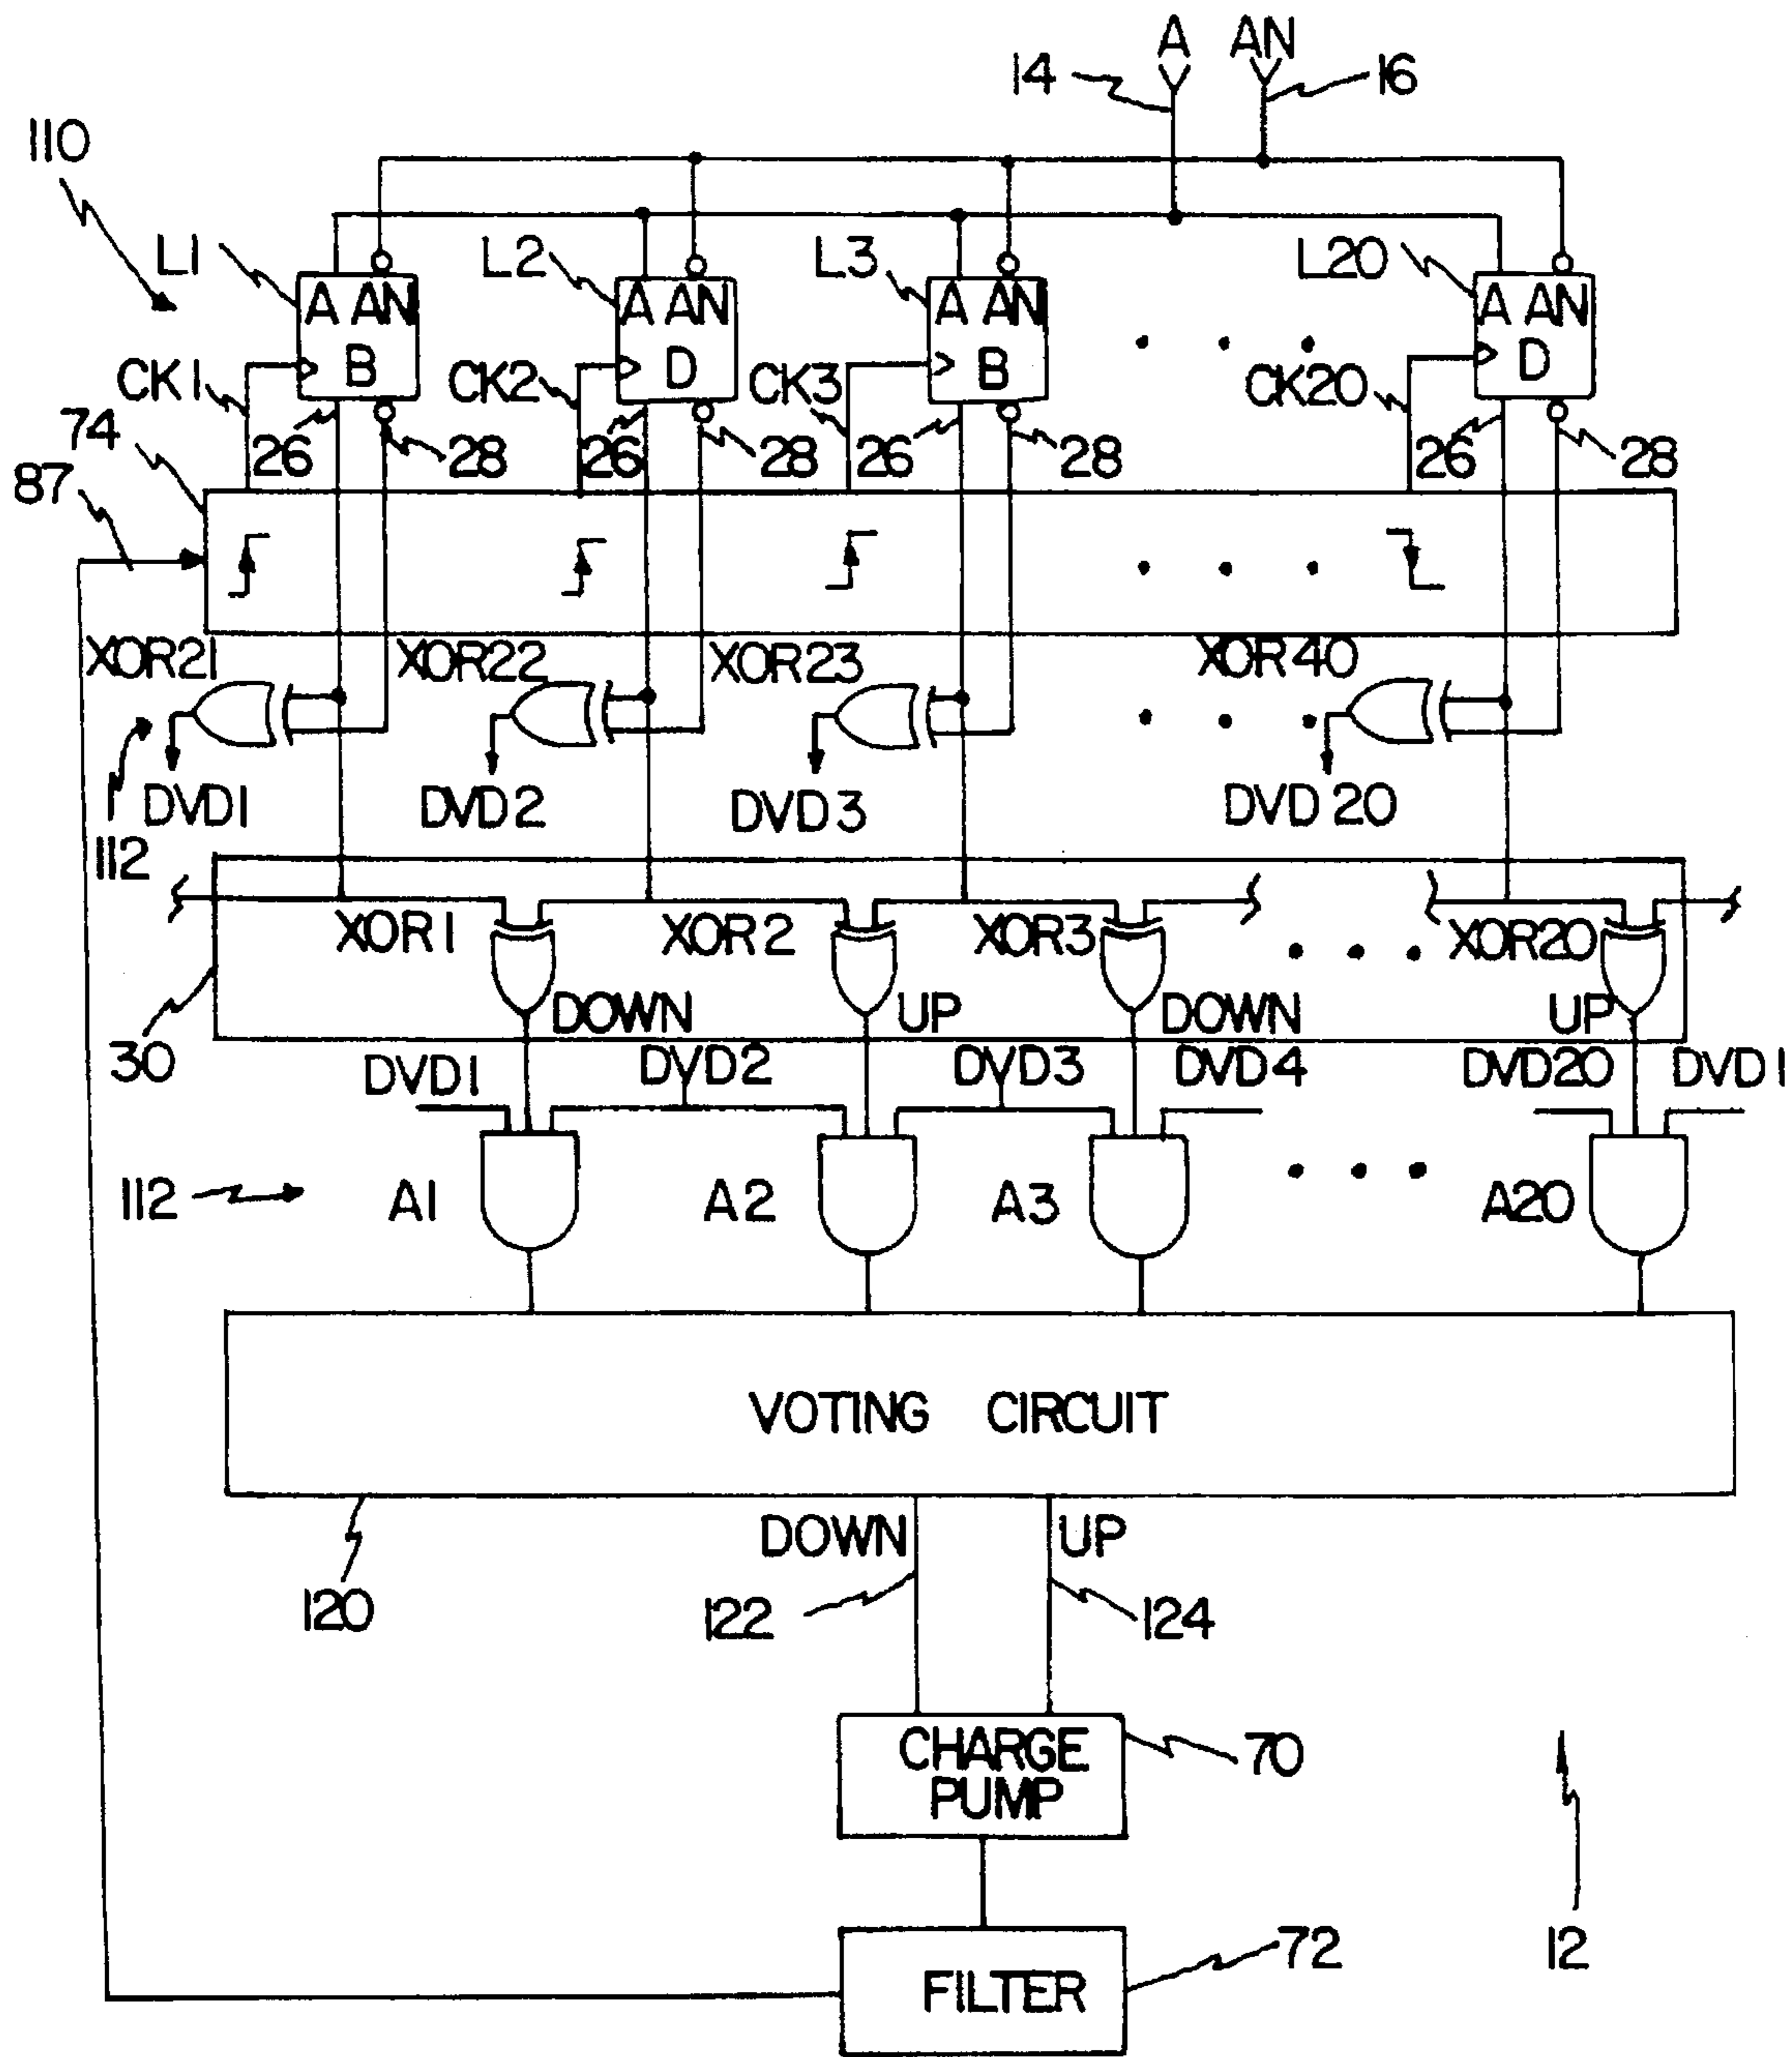 A AN
14 16
110
L1 L2 L3 L20
A AN A AN A AN A AN
B D B D
CK1 CK2 CK3 CK20
26 28 26 28 26 28 26 28
74
87
XOR21 XOR22 XOR23 XOR40
DVD1 DVD2 DVD3 DVD20
112
XOR1 XOR2 XOR3 XOR20
DOWN UP DOWN UP
30
DVD1 DVD2 DVD3 DVD4 DVD20 DVD1
112 A1 A2 A3 A20
VOTING CIRCUIT
DOWN UP
120 122 124
CHARGE
PUMP
70
FILTER
72
12